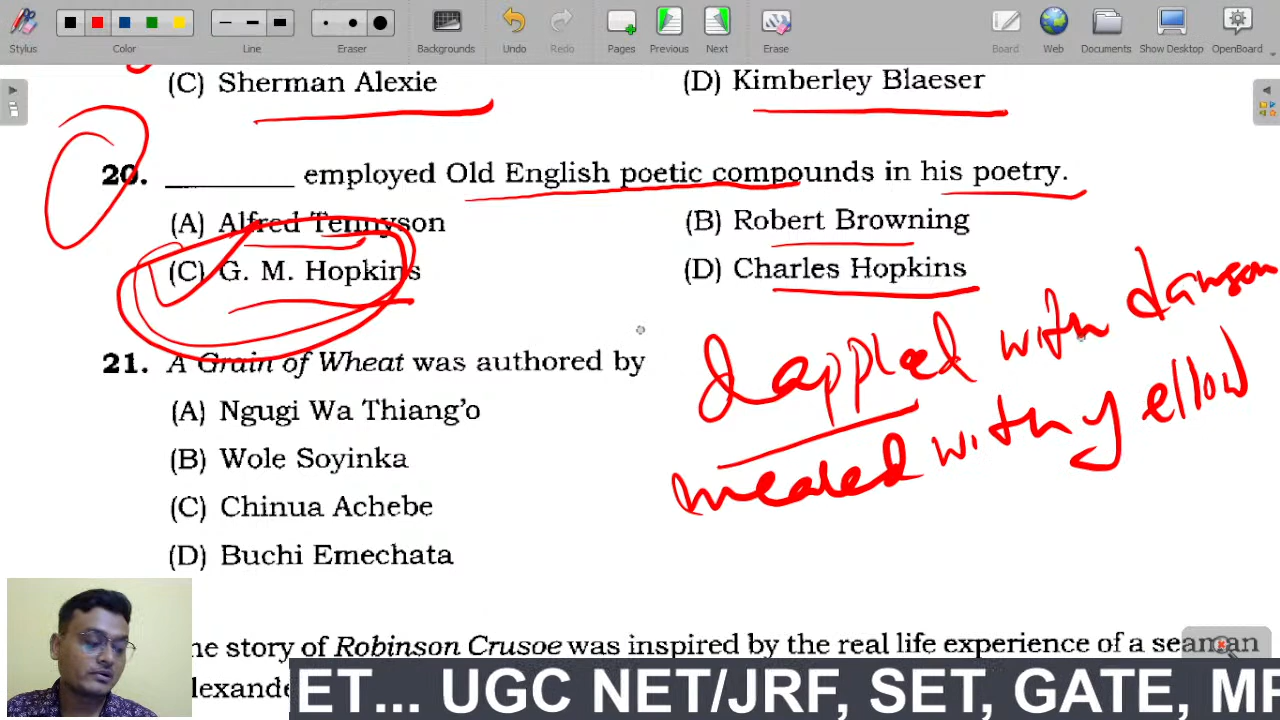 Stylus Color Line Eraser Backgrounds Undo Redo Pages Previous Next Erase Board Web Documents Show Desktop OpenBoard
(C) Sherman Alexie (D) Kimberley Blaeser
20. ________ employed Old English poetic compounds in his poetry.
(A) Alfred Tennyson (B) Robert Browning
(C) G. M. Hopkins (D) Charles Hopkins
dappled with damson
mealed with yellow
21. A Grain of Wheat was authored by
(A) Ngugi Wa Thiang'o
(B) Wole Soyinka
(C) Chinua Achebe
(D) Buchi Emechata
ne story of Robinson Crusoe was inspired by the real life experience of a seaman
lexande
ET... UGC NET/JRF, SET, GATE, MP